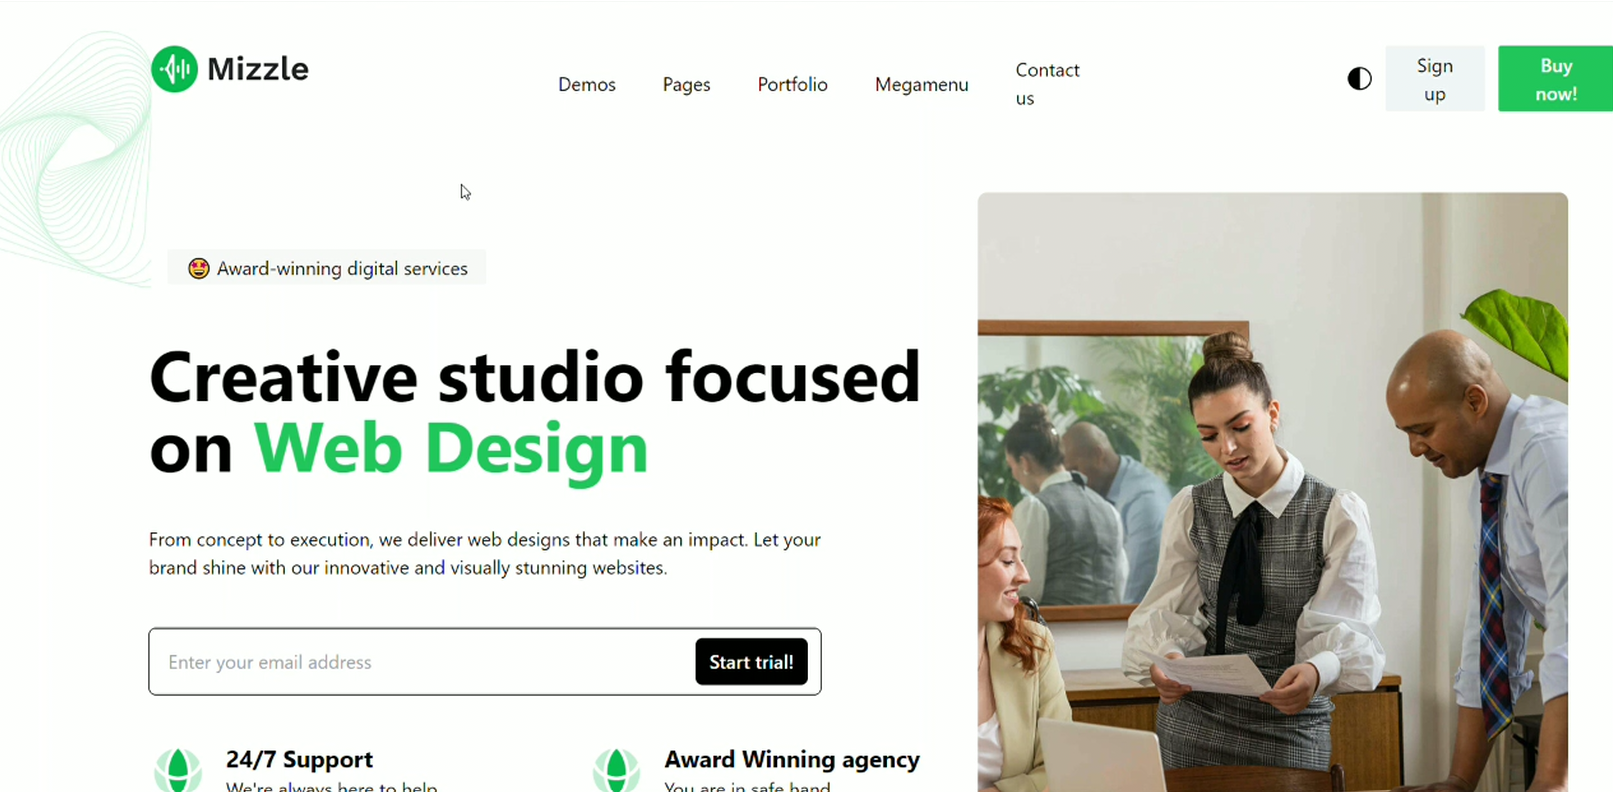 Mizzle
Demos
Pages
Portfolio
Megamenu
Contact
us
Sign
up
Buy
now!
Award-winning digital services
Creative studio focused
on Web Design
From concept to execution, we deliver web designs that make an impact. Let your
brand shine with our innovative and visually stunning websites.
Enter your email address
Start trial!
24/7 Support
We're always here to help
Award Winning agency
You are in safe hand